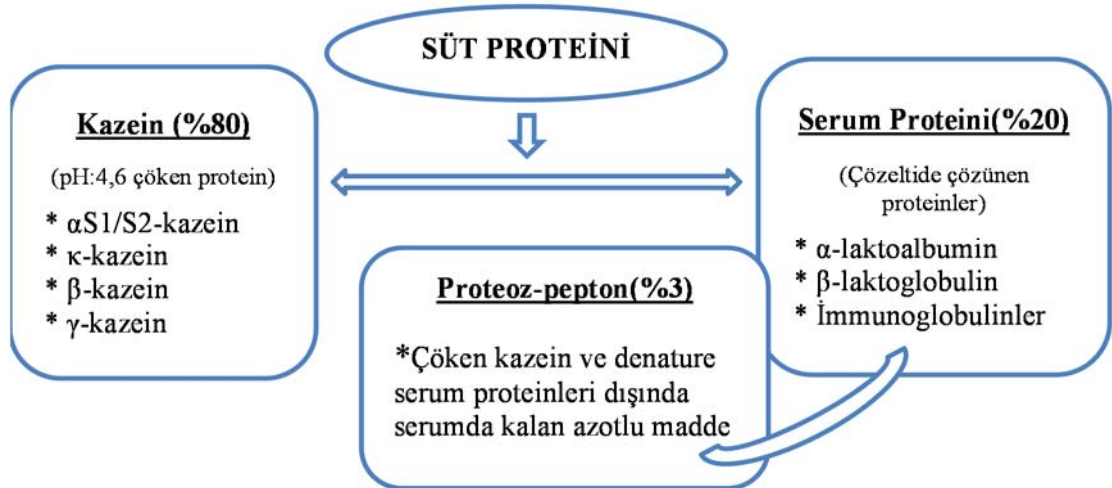 SÜT PROTEİNİ
Kazein (%80)
(pH:4,6 çöken protein)
* αS1/S2-kazein
* κ-kazein
* β-kazein
* γ-kazein
Serum Proteini(%20)
(Çözeltide çözünen
proteinler)
* α-laktoalbumin
* β-laktoglobulin
* İmmunoglobulinler
Proteoz-pepton(%3)
*Çöken kazein ve denature
serum proteinleri dışında
serumda kalan azotlu madde